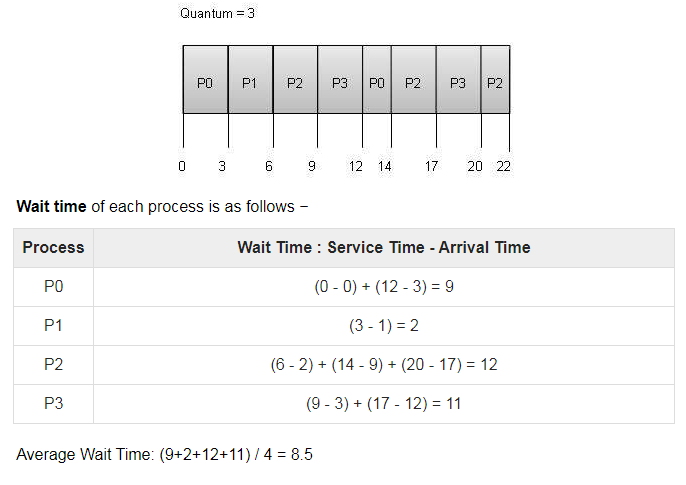 Quantum = 3
P0 P1 P2 P3 P0 P2 P3 P2
0 3 6 9 12 14 17 20 22
Wait time of each process is as follows −
Process Wait Time : Service Time - Arrival Time
P0 (0 - 0) + (12 - 3) = 9
P1 (3 - 1) = 2
P2 (6 - 2) + (14 - 9) + (20 - 17) = 12
P3 (9 - 3) + (17 - 12) = 11
Average Wait Time: (9+2+12+11) / 4 = 8.5